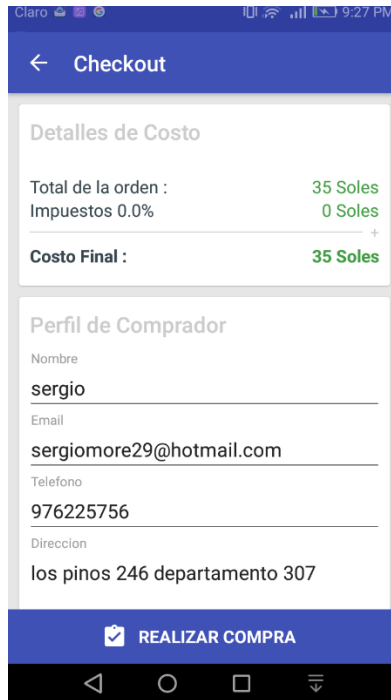 Claro 9:27 PM
Checkout
Detalles de Costo
Total de la orden : 35 Soles
Impuestos 0.0% 0 Soles
+
Costo Final : 35 Soles
Perfil de Comprador
Nombre
sergio
Email
sergiomore29@hotmail.com
Telefono
976225756
Direccion
los pinos 246 departamento 307
REALIZAR COMPRA